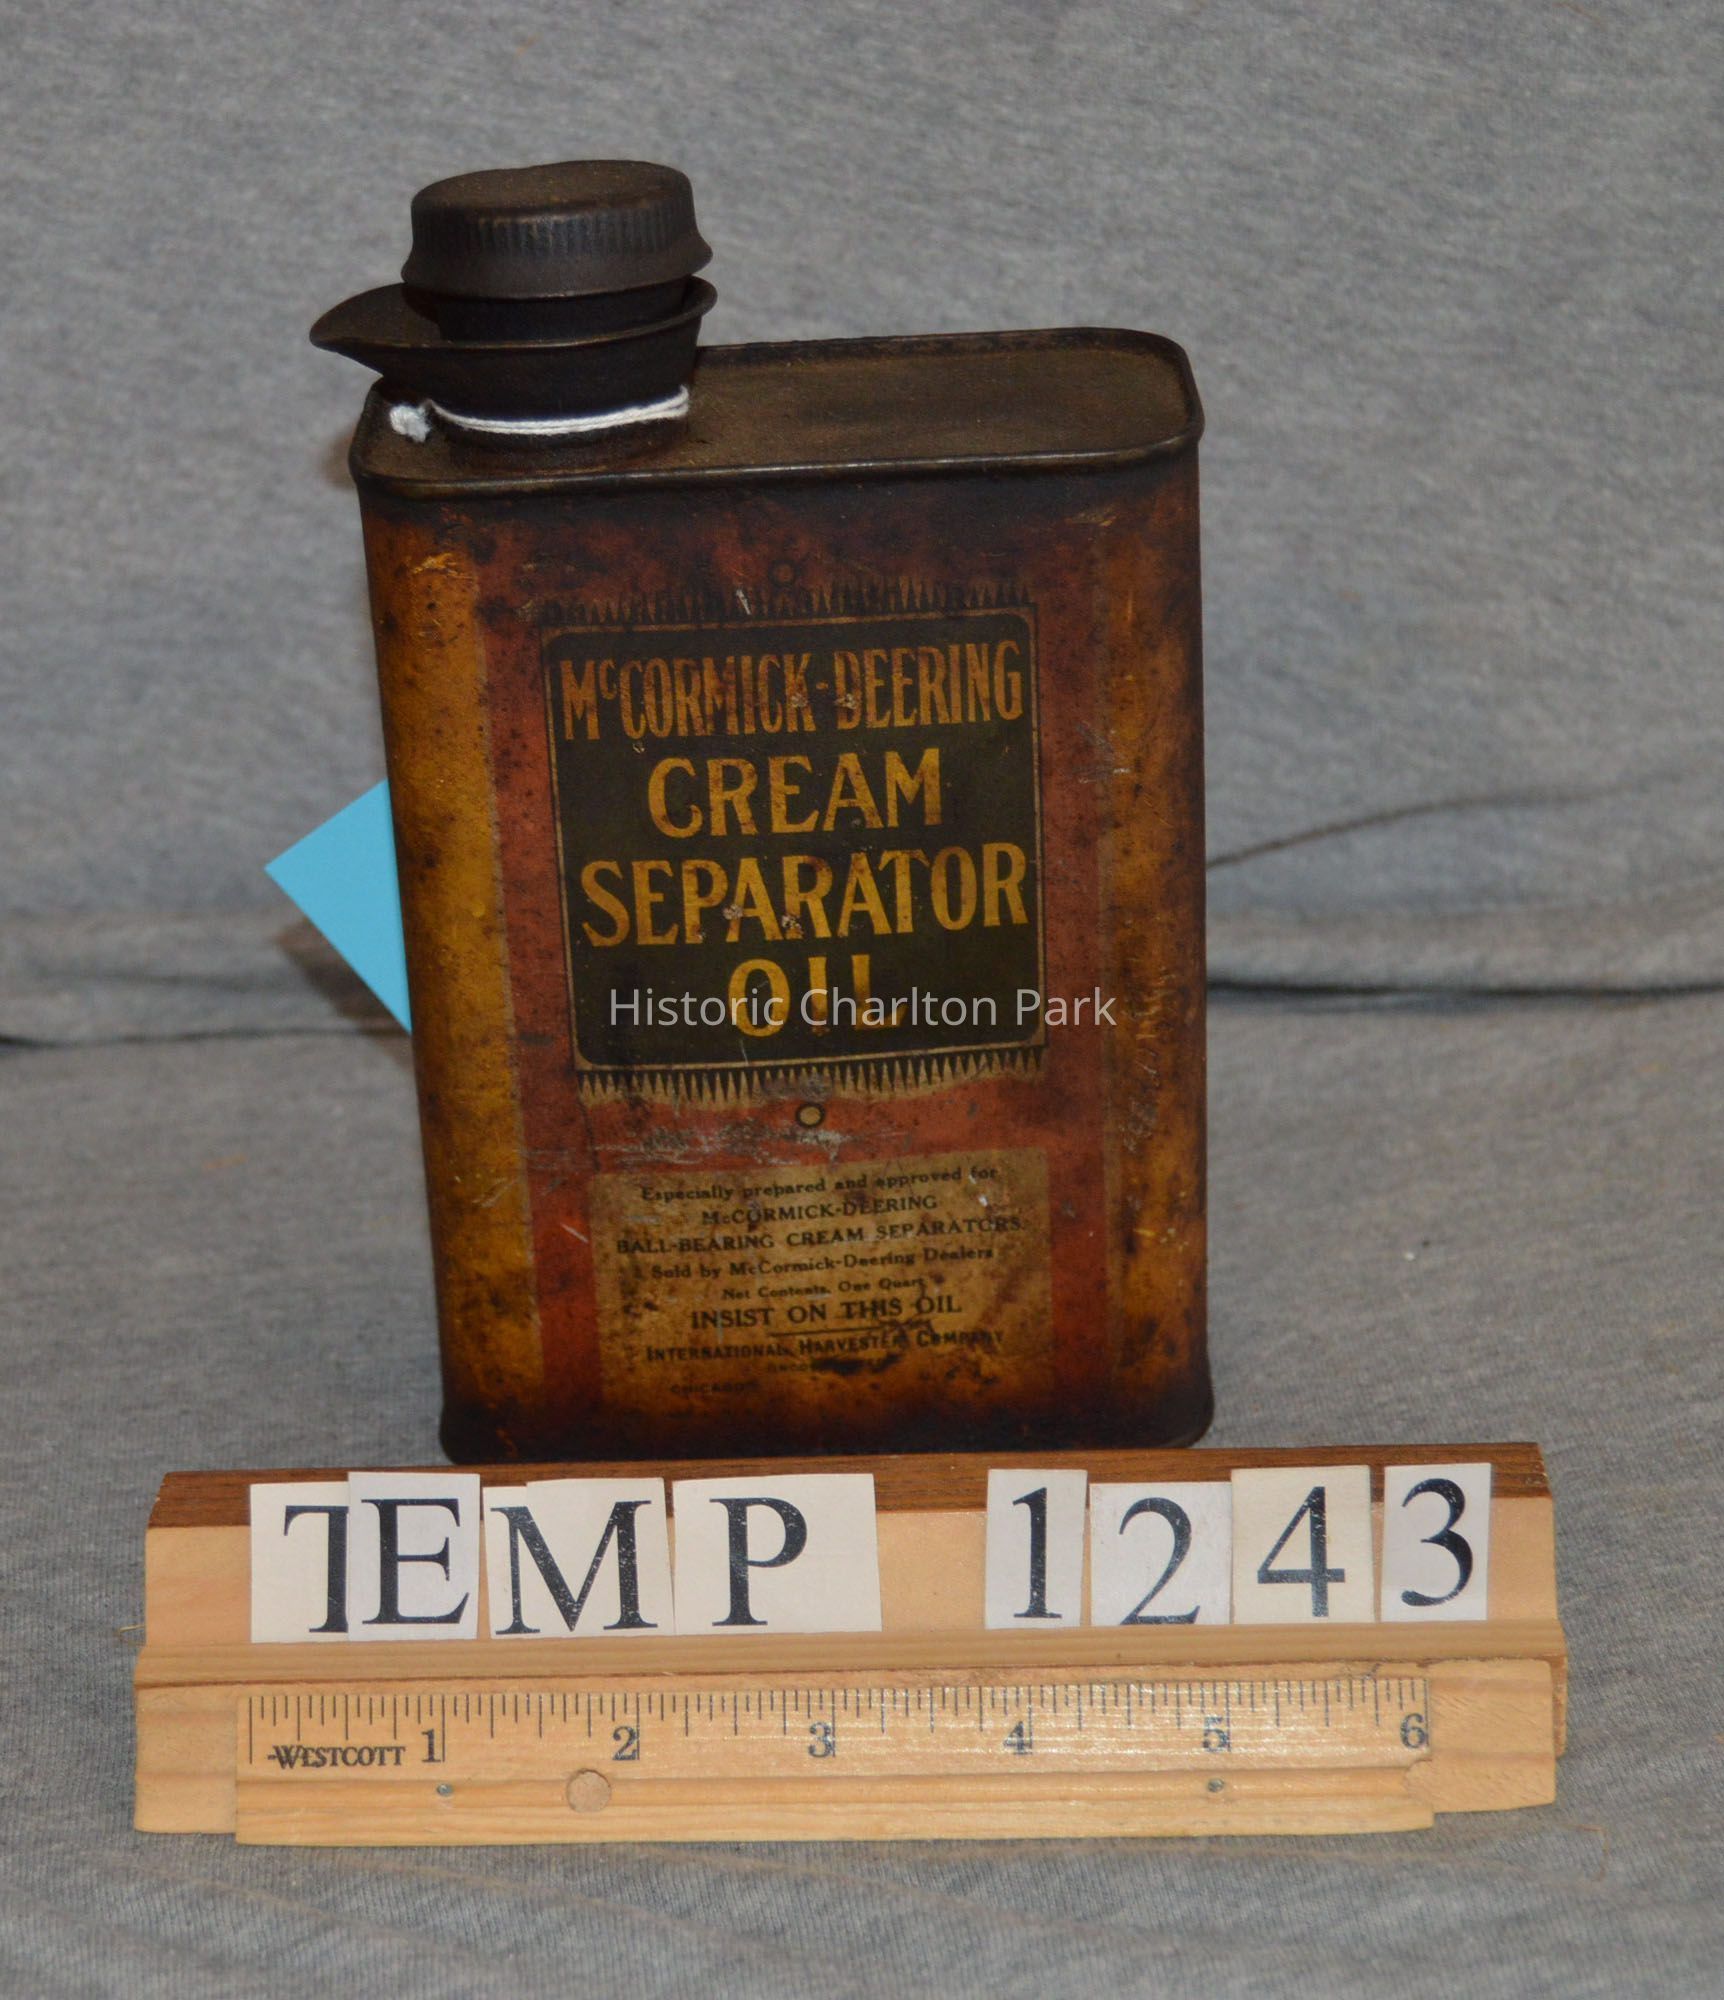 McCORMICK-DEERING
CREAM
SEPARATOR
OIL
Historic Charlton Park
Especially prepared and approved for
McCORMICK-DEERING
BALL-BEARING CREAM SEPARATORS.
Sold by McCormick-Deering Dealers
Net Contents, One Quart
INSIST ON THIS OIL
INTERNATIONAL HARVESTER COMPANY
CHICAGO
TEMP 1243
WESTCOTT 1 2 3 4 5 6